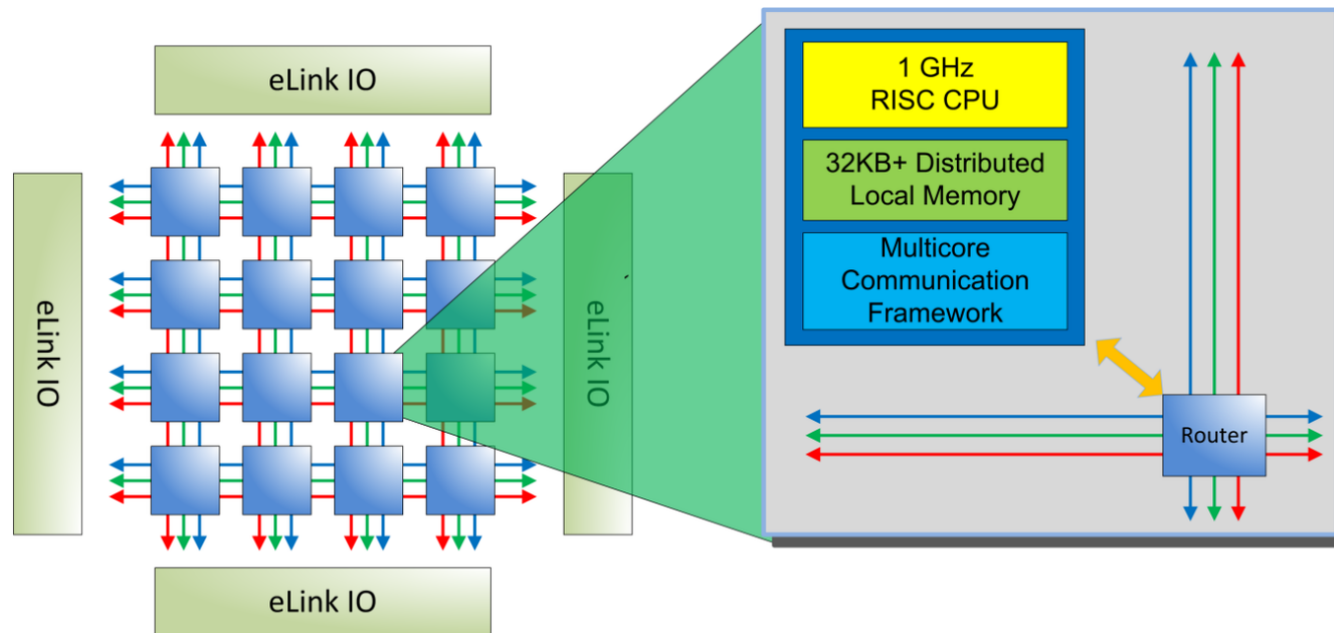 eLink IO
eLink IO
eLink IO
eLink IO
1 GHz
RISC CPU
32KB+ Distributed
Local Memory
Multicore
Communication
Framework
Router